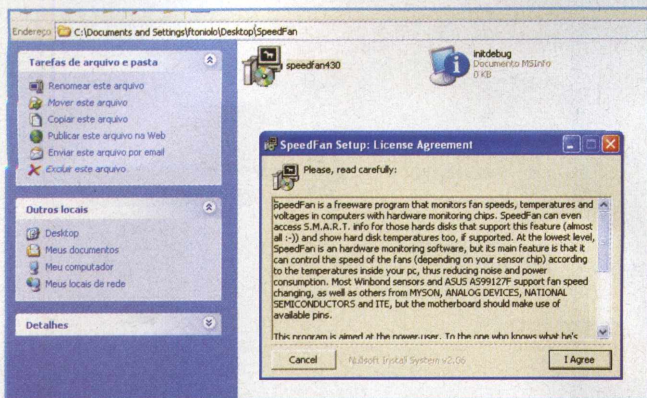 Endereço C:\Documents and Settings\ftoniolo\Desktop\SpeedFan
Tarefas de arquivo e pasta
Renomear este arquivo
Mover este arquivo
Copiar este arquivo
Publicar este arquivo na Web
Enviar este arquivo por email
Excluir este arquivo
Outros locais
Desktop
Meus documentos
Meu computador
Meus locais de rede
Detalhes
speedfan430
initdebug
Documento MSInfo
0 KB
SpeedFan Setup: License Agreement
Please, read carefully:
SpeedFan is a freeware program that monitors fan speeds, temperatures and
voltages in computers with hardware monitoring chips. SpeedFan can even
access S.M.A.R.T. info for those hards disks that support this feature (almost
all :-)) and show hard disk temperatures too, if supported. At the lowest level,
SpeedFan is an hardware monitoring software, but its main feature is that it
can control the speed of the fans (depending on your sensor chip) according
to the temperatures inside your pc, thus reducing noise and power
consumption. Most Winbond sensors and ASUS AS99127F support fan speed
changing, as well as others from MYSON, ANALOG DEVICES, NATIONAL
SEMICONDUCTORS and ITE, but the motherboard should make use of
available pins.
This program is aimed at the power-user. To the one who knows what he's
Cancel
Nullsoft Install System v2.06
I Agree